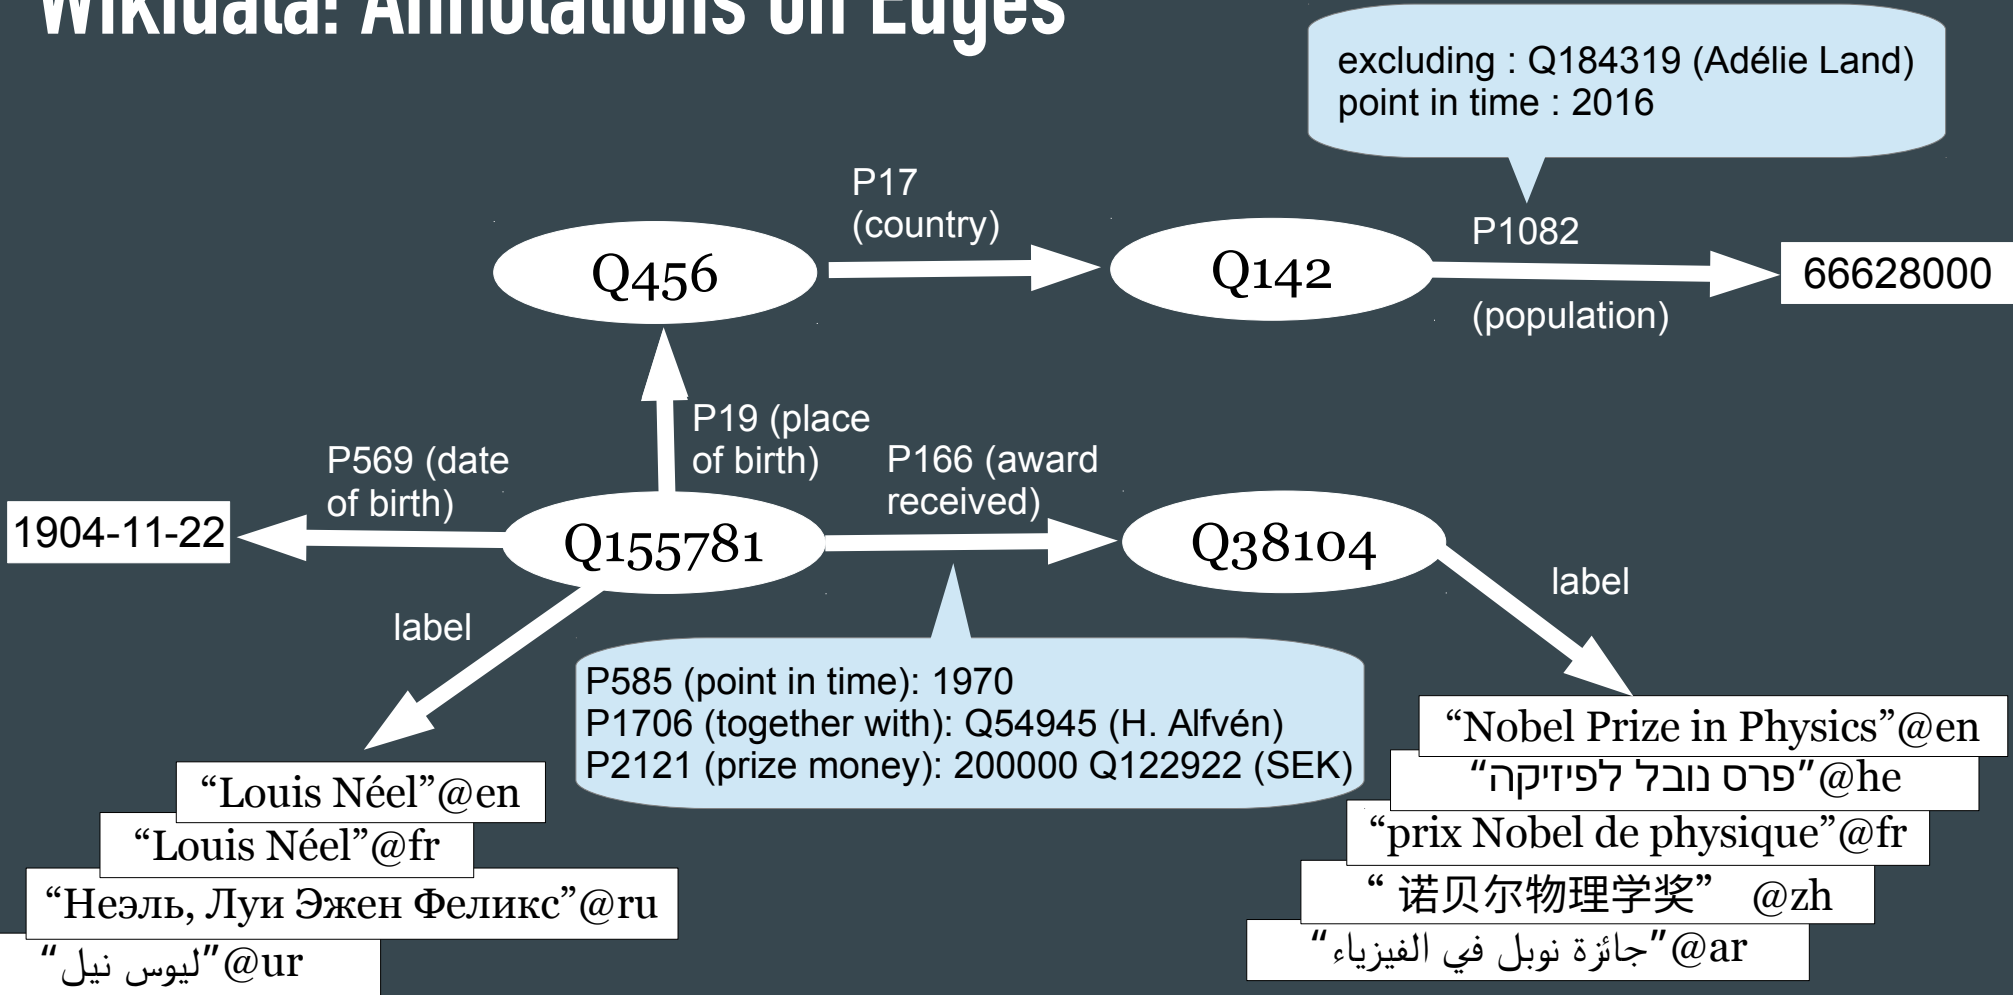 Wikidata: Annotations on Edges
excluding : Q184319 (Adélie Land)
point in time : 2016
P17
(country)
P1082
Q456
Q142
66628000
(population)
P19 (place
of birth)
P569 (date
of birth)
P166 (award
received)
1904-11-22
Q155781
Q38104
label
label
P585 (point in time): 1970
P1706 (together with): Q54945 (H. Alfvén)
P2121 (prize money): 200000 Q122922 (SEK)
“Louis Néel”@en
“Louis Néel”@fr
“Неэль, Луи Эжен Феликс”@ru
“ليوس نيل”@ur
“Nobel Prize in Physics”@en
“פרס נובל לפיזיקה”@he
“prix Nobel de physique”@fr
“ 诺贝尔物理学奖” @zh
“جائزة نوبل في الفيزياء”@ar